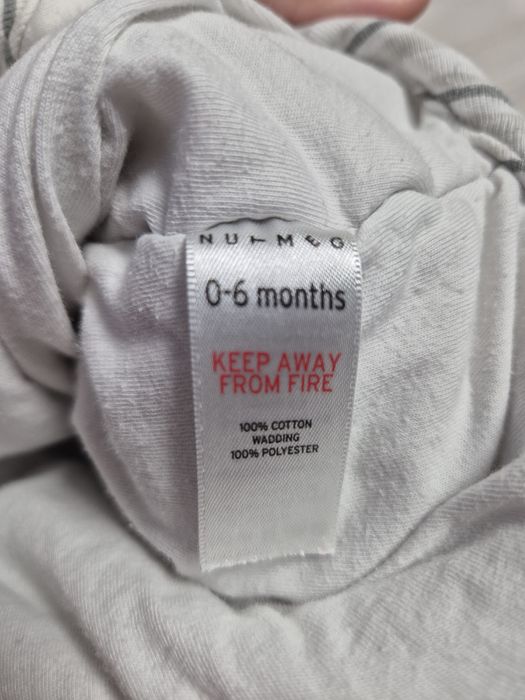 NUTMEG
0-6 months
KEEP AWAY
FROM FIRE
100% COTTON
WADDING
100% POLYESTER